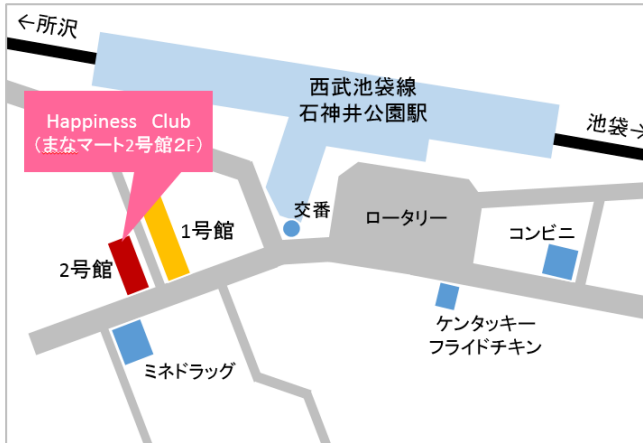 ←所沢
西武池袋線
石神井公園駅
池袋→
Happiness　Club
（まなマート2号館２F）
交番
ロータリー
コンビニ
1号館
2号館
ケンタッキー
フライドチキン
ミネドラッグ